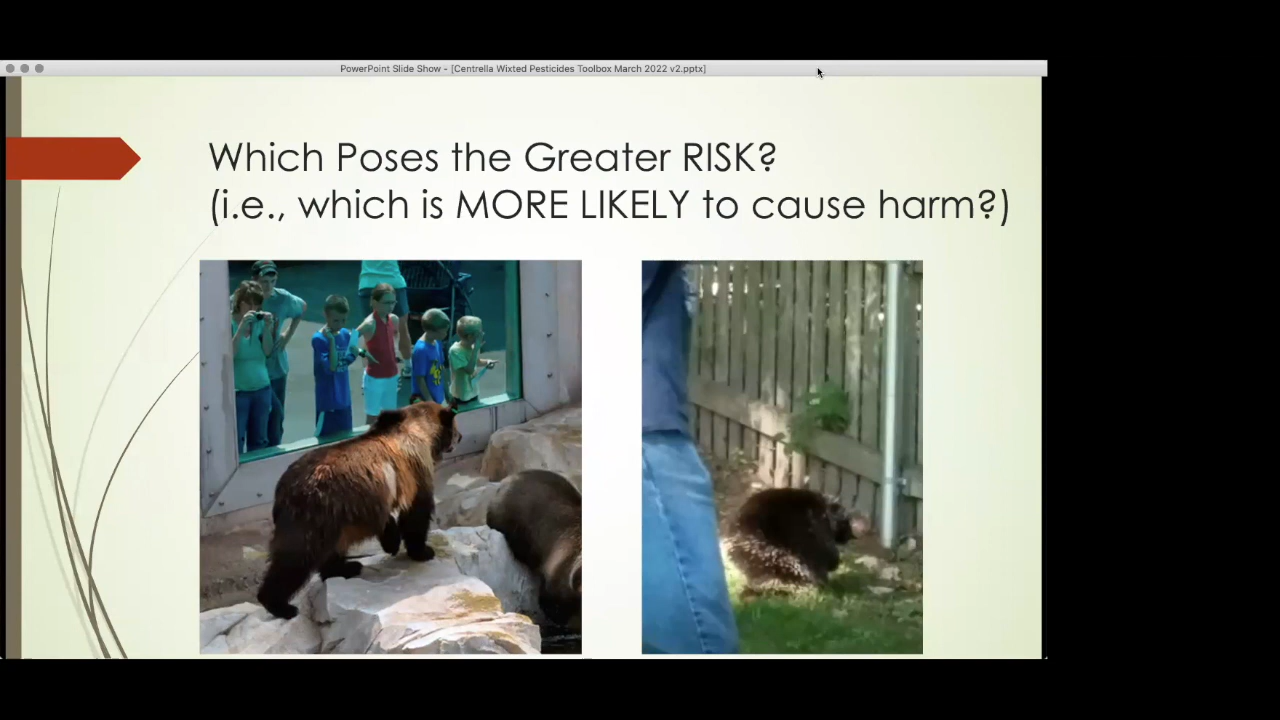 PowerPoint Slide Show - [Centrella Wixted Pesticides Toolbox March 2022 v2.pptx]
Which Poses the Greater RISK?
(i.e., which is MORE LIKELY to cause harm?)